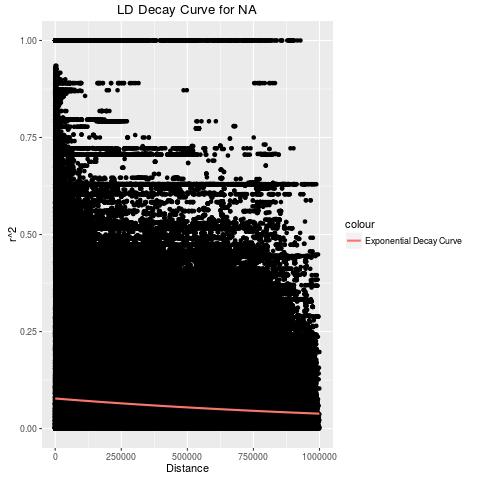 LD Decay Curve for NA
1.00
0.75
0.50
0.25
0.00
r^2
0 250000 500000 750000 1000000
Distance
colour
Exponential Decay Curve